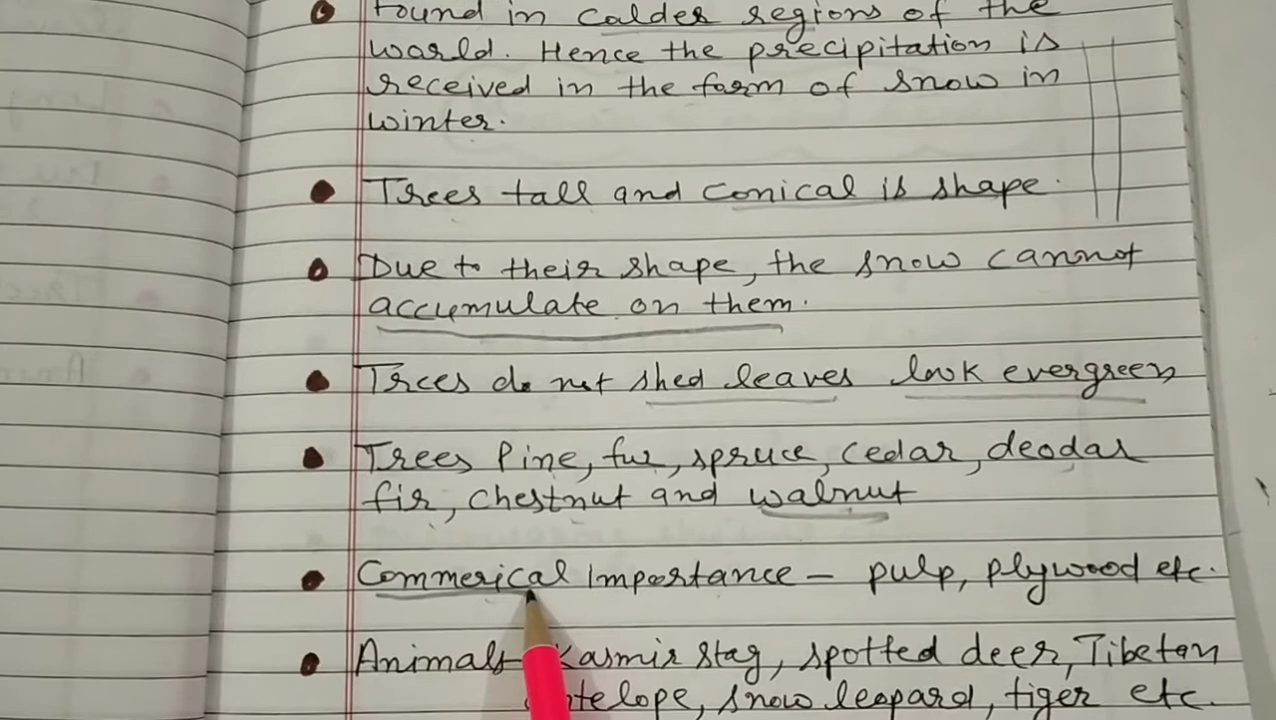 found in colder regions of the
world. Hence the precipitation is
received in the form of snow in
winter.
Trees tall and conical is shape.
Due to their shape, the snow cannot
accumulate on them.
Trees do not shed leaves look evergreen
Trees Pine, fur, spruce, cedar, deodar
fir, chestnut and walnut
Commerical Importance – pulp, plywood etc.
Animals Kasmir stag, spotted deer, Tibetan
antelope, snow leopard, tiger etc.